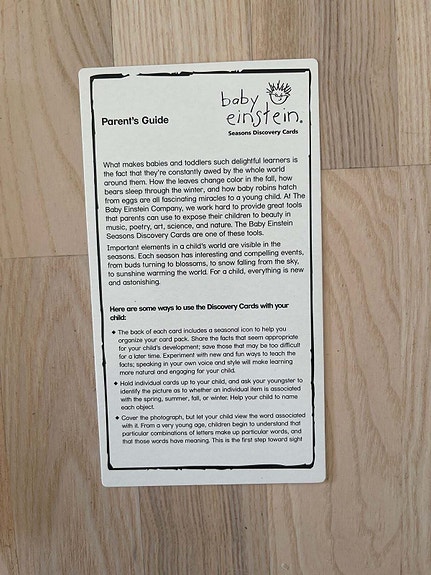 baby
einstein.
Parent's Guide
Seasons Discovery Cards
What makes babies and toddlers such delightful learners is
the fact that they're constantly awed by the whole world
around them. How the leaves change color in the fall, how
bears sleep through the winter, and how baby robins hatch
from eggs are all fascinating miracles to a young child. At The
Baby Einstein Company, we work hard to provide great tools
that parents can use to expose their children to beauty in
music, poetry, art, science, and nature. The Baby Einstein
Seasons Discovery Cards are one of these tools.
Important elements in a child's world are visible in the
seasons. Each season has interesting and compelling events,
from buds turning to blossoms, to snow falling from the sky,
to sunshine warming the world. For a child, everything is new
and astonishing.
Here are some ways to use the Discovery Cards with your
child:
◆ The back of each card includes a seasonal icon to help you
organize your card pack. Share the facts that seem appropriate
for your child's development; save those that may be too difficult
for a later time. Experiment with new and fun ways to teach the
facts; speaking in your own voice and style will make learning
more natural and engaging for your child.
◆ Hold individual cards up to your child, and ask your youngster to
identify the picture as to whether an individual item is associated
with the spring, summer, fall, or winter. Help your child to name
each object.
◆ Cover the photograph, but let your child view the word associated
with it. From a very young age, children begin to understand that
particular combinations of letters make up particular words, and
that those words have meaning. This is the first step toward sight